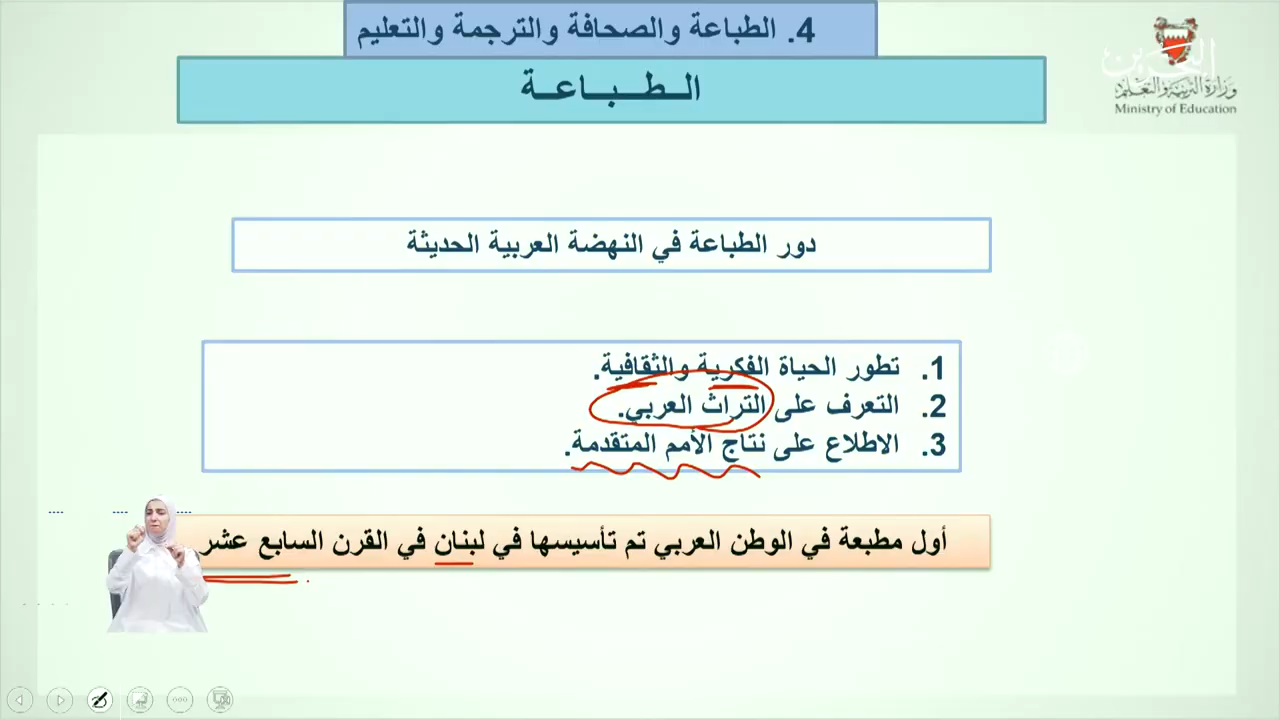 4. الطباعة والصحافة والترجمة والتعليم
الـــطـــبـــاعـــة
البحرين
وزارة التربية والتعليم
Ministry of Education
دور الطباعة في النهضة العربية الحديثة
1. تطور الحياة الفكرية والثقافية.
2. التعرف على التراث العربي.
3. الاطلاع على نتاج الأمم المتقدمة.
أول مطبعة في الوطن العربي تم تأسيسها في لبنان في القرن السابع عشر